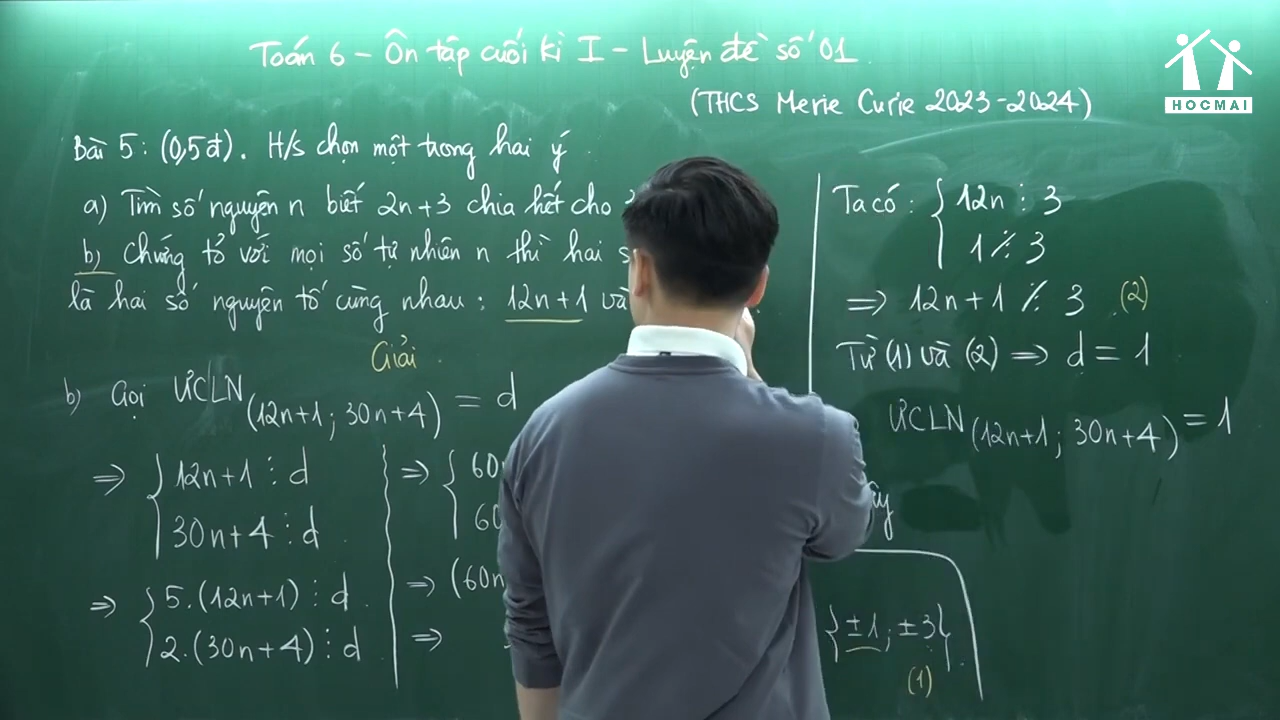 Toán 6 - Ôn tập cuối kì I - Luyện đề số 01.
(THCS Merie Curie 2023-2024)
HOCMAI
Bài 5: (0,5đ). H/s chọn một trong hai ý
a) Tìm số nguyên n biết 2n+3 chia hết cho
b) Chứng tỏ với mọi số tự nhiên n thì hai
là hai số nguyên tố cùng nhau: 12n+1 và
Giải.
b) Gọi ƯCLN(12n+1; 30n+4) = d
=> { 12n+1 ⋮ d
30n+4 ⋮ d
=> { 5.(12n+1) ⋮ d
2.(30n+4) ⋮ d
=> { 60
60
=> (60n
=>
{±1; ±3}
(1)
Ta có: { 12n ⋮ 3
1 ⋮̸ 3
=> 12n+1 ⋮̸ 3 (2)
Từ (1) và (2) => d = 1
ƯCLN(12n+1; 30n+4) = 1